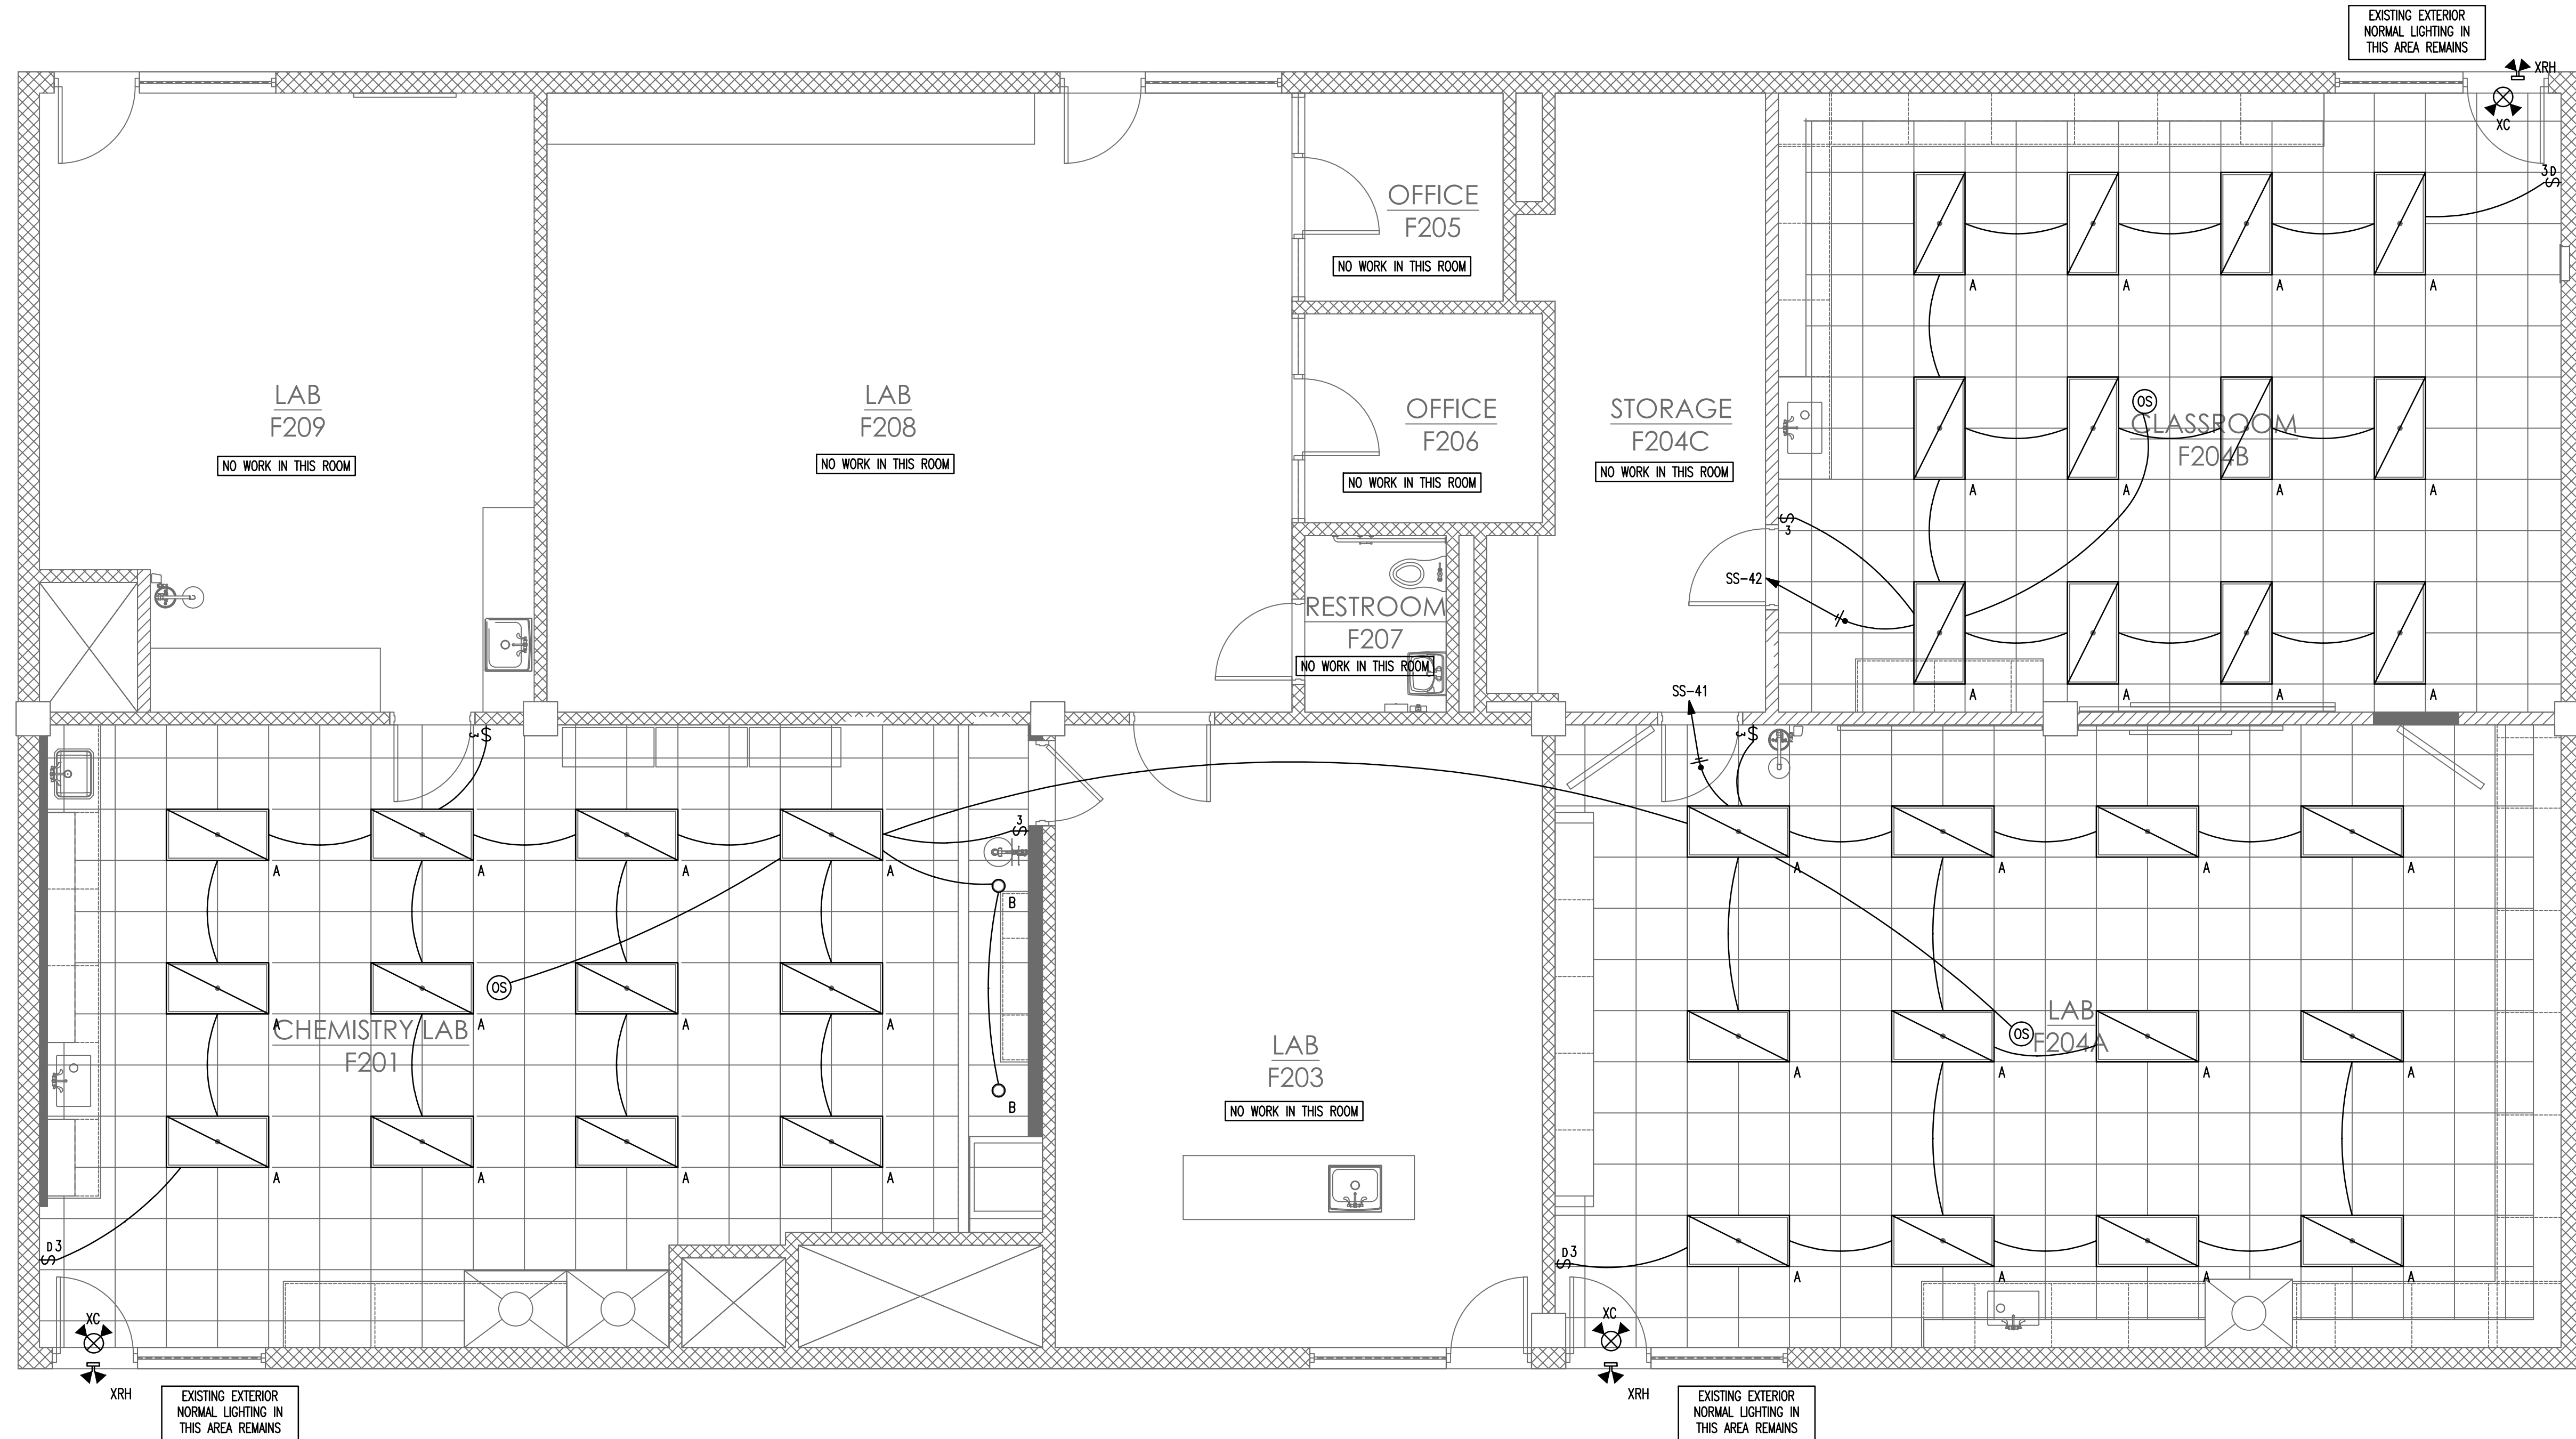 EXISTING EXTERIOR
NORMAL LIGHTING IN
THIS AREA REMAINS
XRH
XC
3D
S
OFFICE
F205
NO WORK IN THIS ROOM
A A A A
LAB
F209
NO WORK IN THIS ROOM
LAB
F208
NO WORK IN THIS ROOM
OFFICE
F206
NO WORK IN THIS ROOM
STORAGE
F204C
NO WORK IN THIS ROOM
OS
CLASSROOM
F204B
A A A A
S
3
SS-42
RESTROOM
F207
NO WORK IN THIS ROOM
A A A A
SS-41
3 S
3 S
3
S
A A A A
B
A A A A
OS
CHEMISTRY LAB
F201
A A A A
LAB
F203
NO WORK IN THIS ROOM
OS
LAB
F204A
A A A A
B
A A A A
D3
S
D3
S
A A A A
XC
XRH
EXISTING EXTERIOR
NORMAL LIGHTING IN
THIS AREA REMAINS
XC
XRH
EXISTING EXTERIOR
NORMAL LIGHTING IN
THIS AREA REMAINS